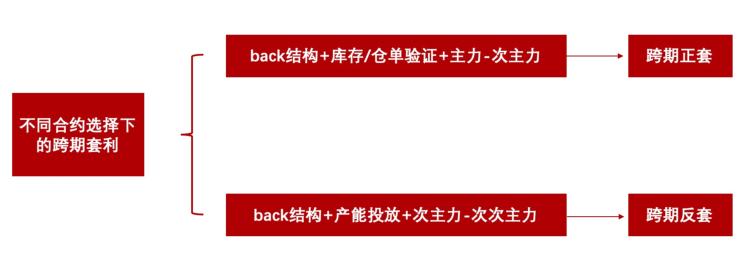 back结构+库存/仓单验证+主力-次主力
跨期正套
不同合约选择下
的跨期套利
back结构+产能投放+次主力-次次主力
跨期反套